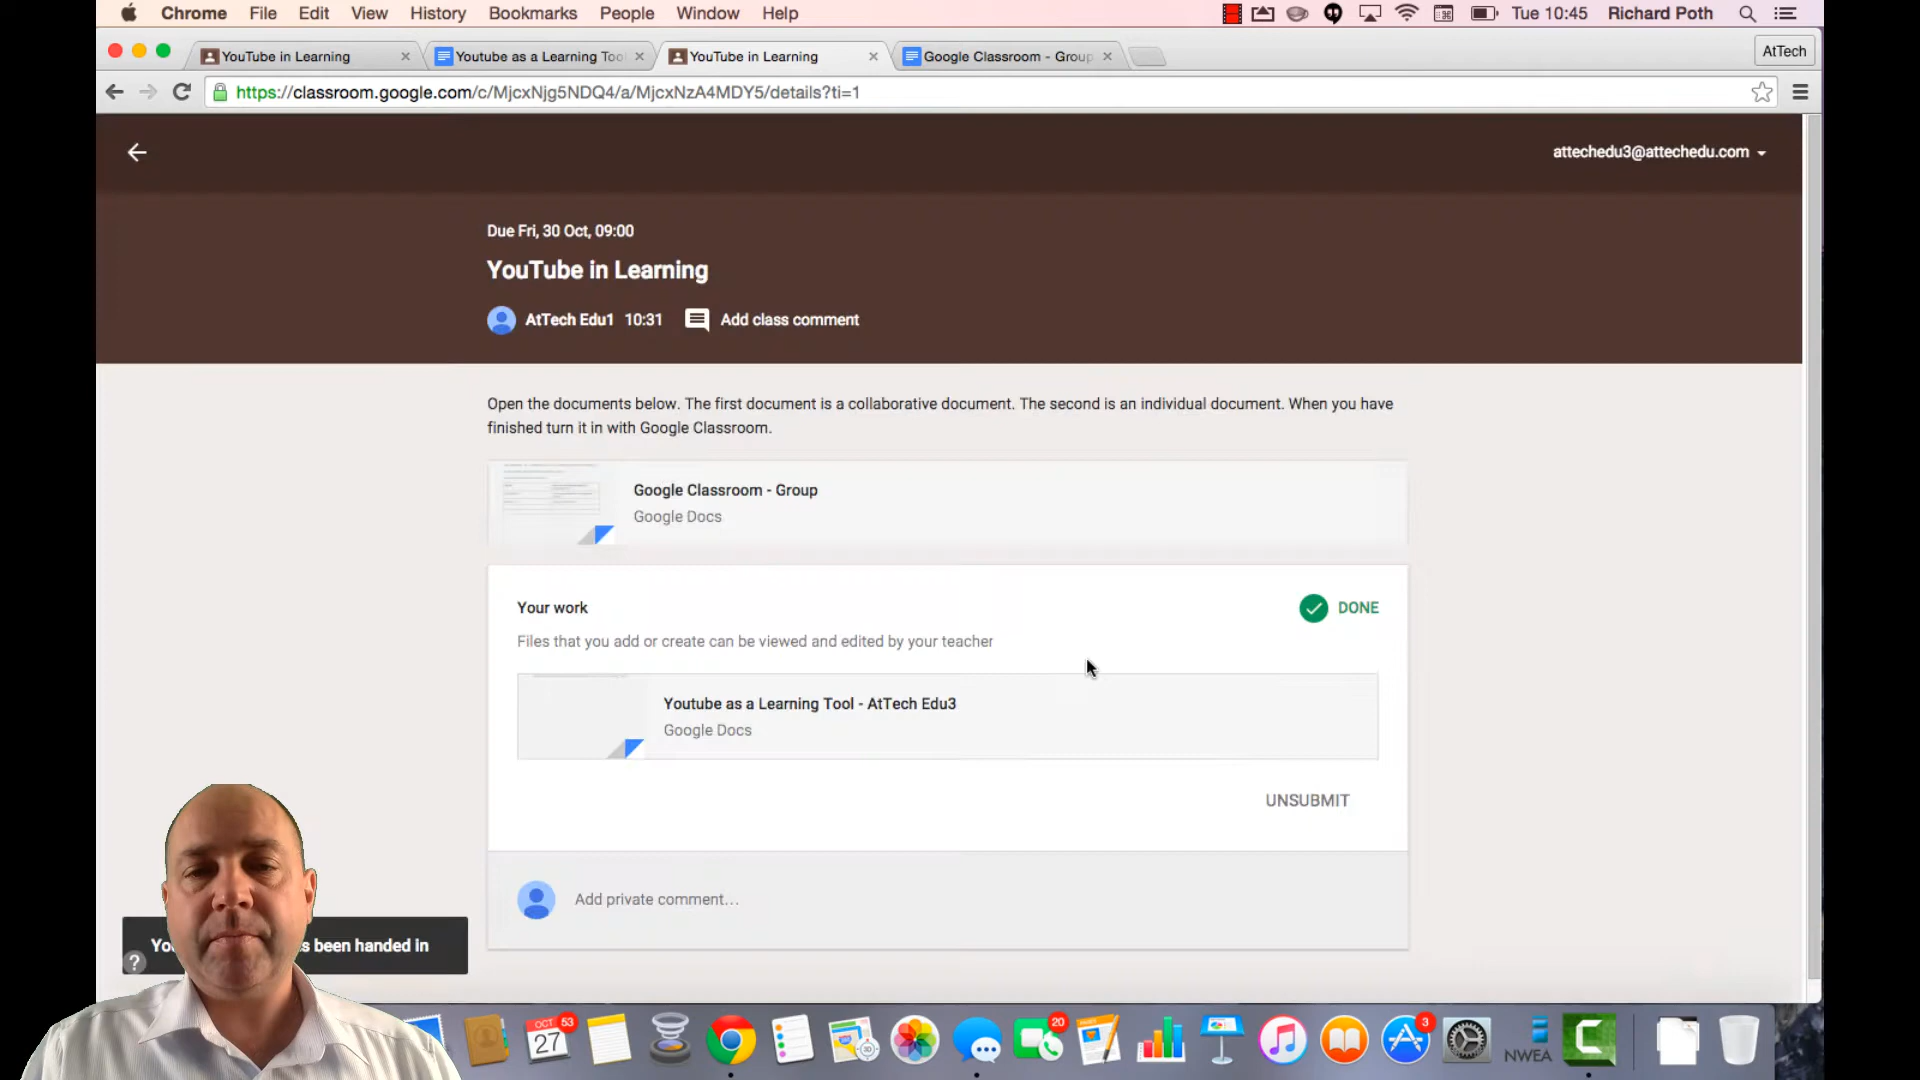 Chrome File Edit View History Bookmarks People Window Help Tue 10:45 Richard Poth
YouTube in Learning Youtube as a Learning Too YouTube in Learning Google Classroom - Group AtTech
https://classroom.google.com/c/MjcxNjg5NDQ4/a/MjcxNzA4MDY5/details?ti=1
attechedu3@attechedu.com
Due Fri, 30 Oct, 09:00
YouTube in Learning
AtTech Edu1 10:31 Add class comment
Open the documents below. The first document is a collaborative document. The second is an individual document. When you have
finished turn it in with Google Classroom.
Google Classroom - Group
Google Docs
Your work DONE
Files that you add or create can be viewed and edited by your teacher
Youtube as a Learning Tool - AtTech Edu3
Google Docs
UNSUBMIT
Add private comment...
been handed in
?
OCT 53 20 3
27 30
NWEA